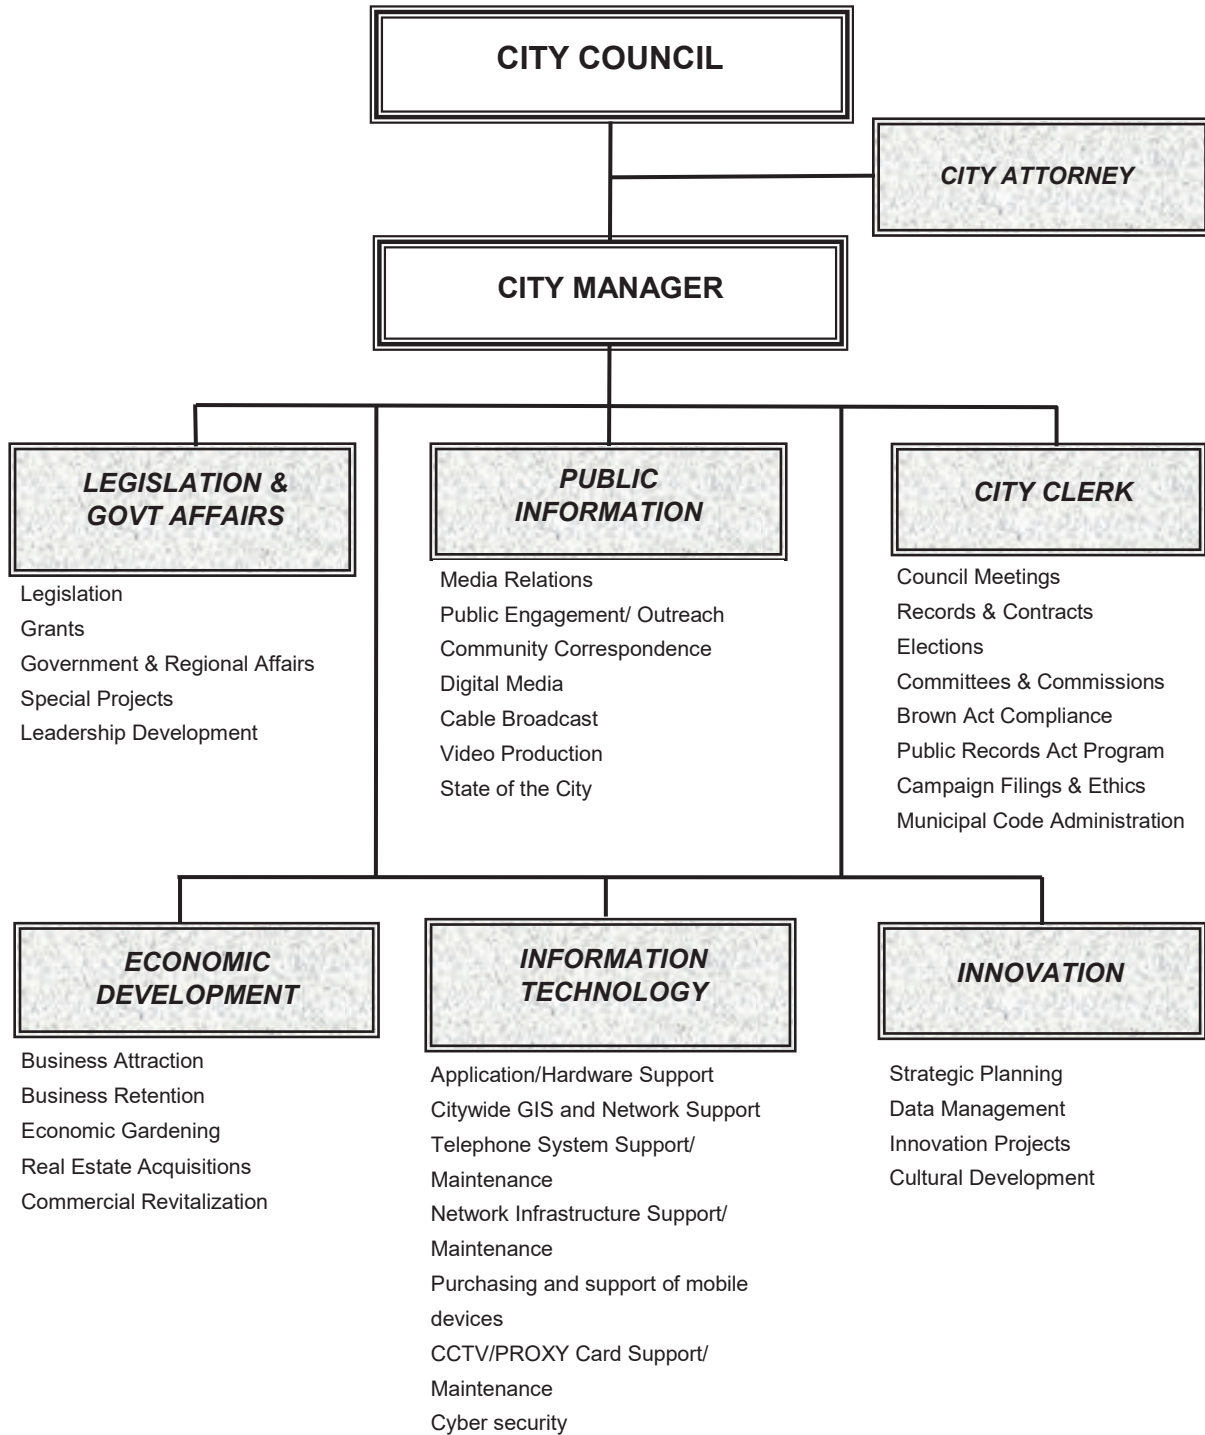 CITY COUNCIL
CITY ATTORNEY
CITY MANAGER
LEGISLATION &
GOVT AFFAIRS
Legislation
Grants
Government & Regional Affairs
Special Projects
Leadership Development
PUBLIC
INFORMATION
Media Relations
Public Engagement/ Outreach
Community Correspondence
Digital Media
Cable Broadcast
Video Production
State of the City
CITY CLERK
Council Meetings
Records & Contracts
Elections
Committees & Commissions
Brown Act Compliance
Public Records Act Program
Campaign Filings & Ethics
Municipal Code Administration
ECONOMIC
DEVELOPMENT
Business Attraction
Business Retention
Economic Gardening
Real Estate Acquisitions
Commercial Revitalization
INFORMATION
TECHNOLOGY
Application/Hardware Support
Citywide GIS and Network Support
Telephone System Support/
Maintenance
Network Infrastructure Support/
Maintenance
Purchasing and support of mobile
devices
CCTV/PROXY Card Support/
Maintenance
Cyber security
INNOVATION
Strategic Planning
Data Management
Innovation Projects
Cultural Development